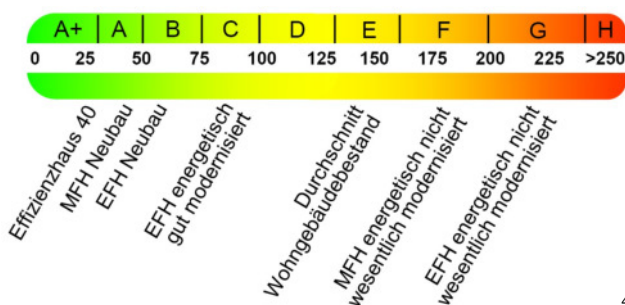 A+ A B C D E F G H
0 25 50 75 100 125 150 175 200 225 >250
Effizienzhaus 40
MFH Neubau
EFH Neubau
EFH energetisch
gut modernisiert
Durchschnitt
Wohngebäudebestand
MFH energetisch nicht
wesentlich modernisiert
EFH energetisch nicht
wesentlich modernisiert